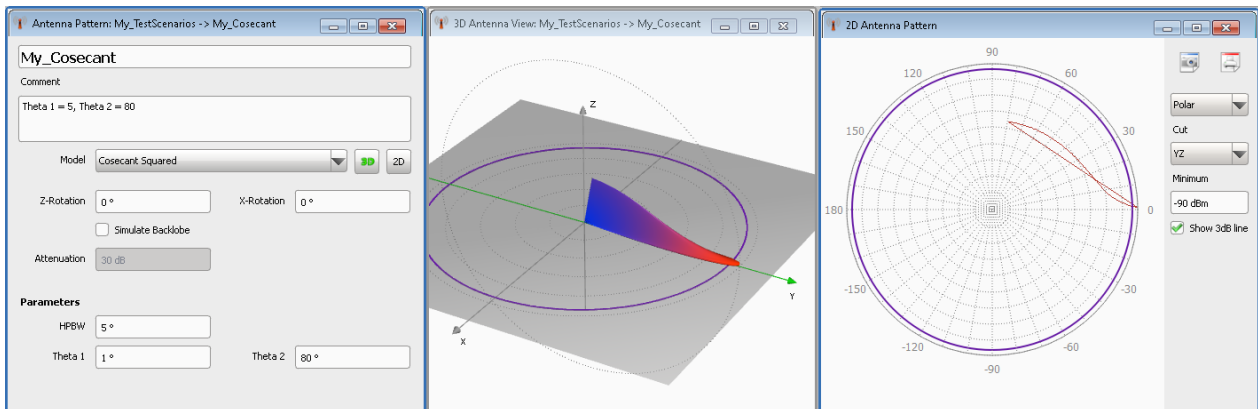 Antenna Pattern: My_TestScenarios -> My_Cosecant
My_Cosecant
Comment
Theta 1 = 5, Theta 2 = 80
Model
Cosecant Squared
3D
2D
Z-Rotation
0 °
X-Rotation
0 °
Simulate Backlobe
Attenuation
30 dB
Parameters
HPBW
5 °
Theta 1
1 °
Theta 2
80 °
3D Antenna View: My_TestScenarios -> My_Cosecant
Z
Y
X
2D Antenna Pattern
90
120
60
150
30
180
0
-150
-30
-120
-60
-90
Polar
Cut
YZ
Minimum
-90 dBm
Show 3dB line